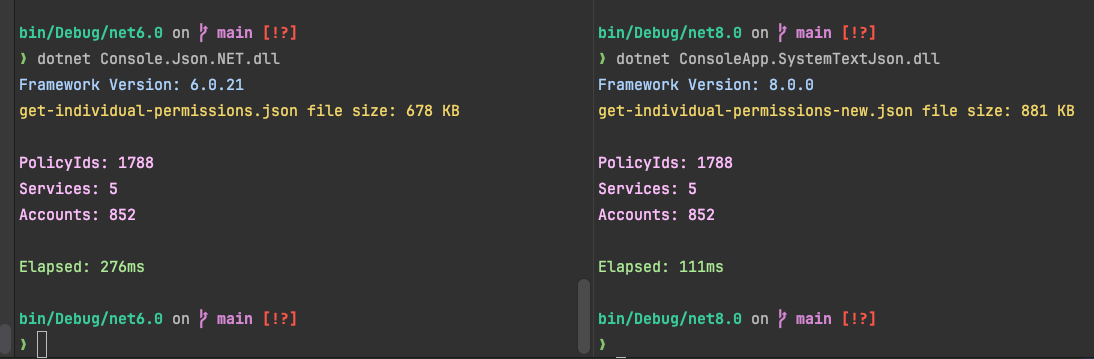 bin/Debug/net6.0 on main [!?]
❯ dotnet Console.Json.NET.dll
Framework Version: 6.0.21
get-individual-permissions.json file size: 678 KB
PolicyIds: 1788
Services: 5
Accounts: 852
Elapsed: 276ms
bin/Debug/net6.0 on main [!?]
❯
bin/Debug/net8.0 on main [!?]
❯ dotnet ConsoleApp.SystemTextJson.dll
Framework Version: 8.0.0
get-individual-permissions-new.json file size: 881 KB
PolicyIds: 1788
Services: 5
Accounts: 852
Elapsed: 111ms
bin/Debug/net8.0 on main [!?]
❯